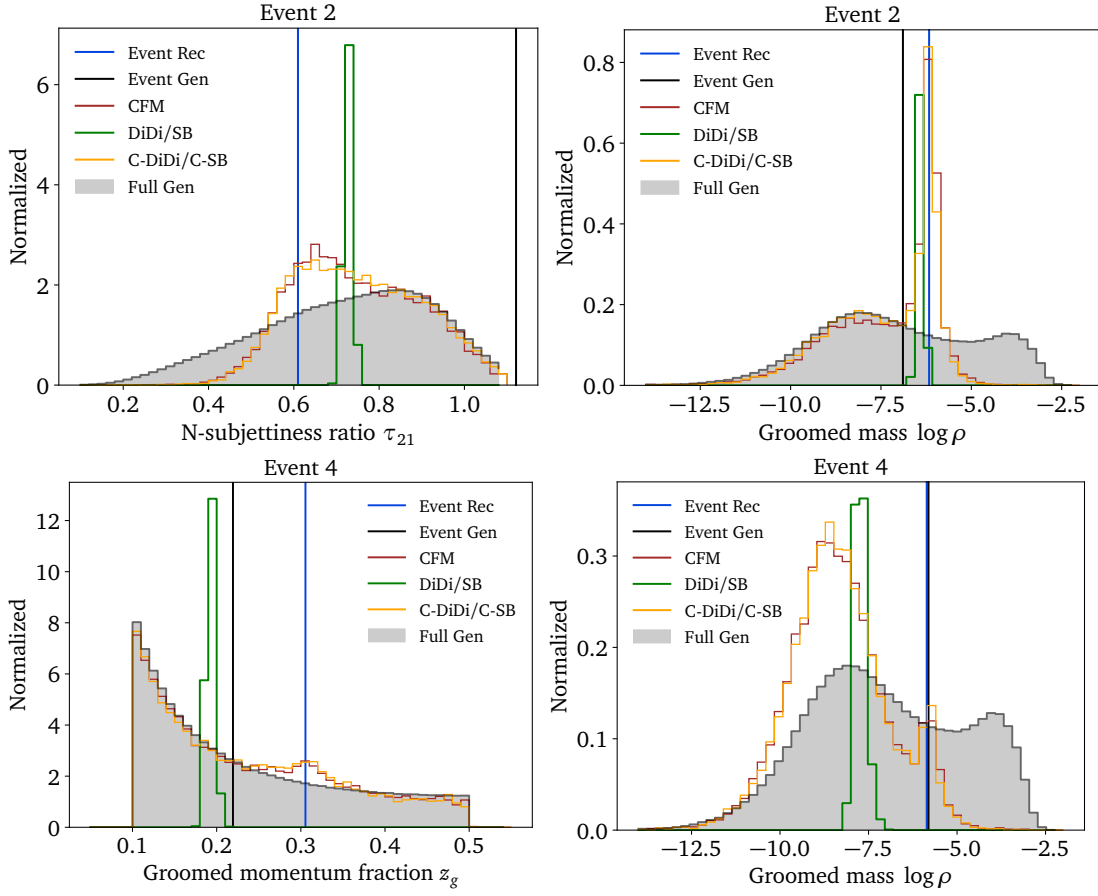 Event 2
Normalized
6
4
2
0
Event Rec
Event Gen
CFM
DiDi/SB
C-DiDi/C-SB
Full Gen
0.2 0.4 0.6 0.8 1.0
N-subjettiness ratio τ21
Event 2
Normalized
0.8
0.6
0.4
0.2
0.0
Event Rec
Event Gen
CFM
DiDi/SB
C-DiDi/C-SB
Full Gen
−12.5 −10.0 −7.5 −5.0 −2.5
Groomed mass log ρ
Event 4
Normalized
12
10
8
6
4
2
0
Event Rec
Event Gen
CFM
DiDi/SB
C-DiDi/C-SB
Full Gen
0.1 0.2 0.3 0.4 0.5
Groomed momentum fraction zg
Event 4
Normalized
0.3
0.2
0.1
0.0
Event Rec
Event Gen
CFM
DiDi/SB
C-DiDi/C-SB
Full Gen
−12.5 −10.0 −7.5 −5.0 −2.5
Groomed mass log ρ